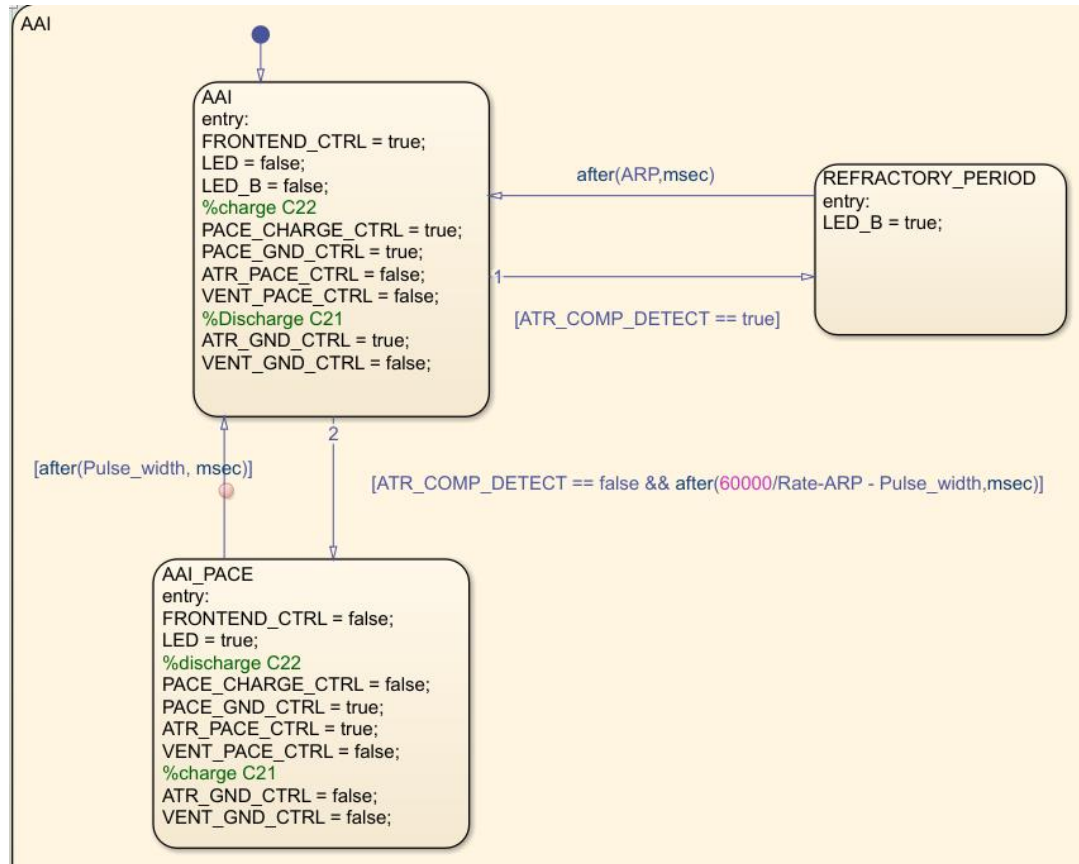 AAI
AAI
entry:
FRONTEND_CTRL = true;
LED = false;
LED_B = false;
%charge C22
PACE_CHARGE_CTRL = true;
PACE_GND_CTRL = true;
ATR_PACE_CTRL = false;
VENT_PACE_CTRL = false;
%Discharge C21
ATR_GND_CTRL = true;
VENT_GND_CTRL = false;
after(ARP,msec)
REFRACTORY_PERIOD
entry:
LED_B = true;
1
[ATR_COMP_DETECT == true]
2
[after(Pulse_width, msec)]
[ATR_COMP_DETECT == false && after(60000/Rate-ARP - Pulse_width,msec)]
AAI_PACE
entry:
FRONTEND_CTRL = false;
LED = true;
%discharge C22
PACE_CHARGE_CTRL = false;
PACE_GND_CTRL = true;
ATR_PACE_CTRL = true;
VENT_PACE_CTRL = false;
%charge C21
ATR_GND_CTRL = false;
VENT_GND_CTRL = false;